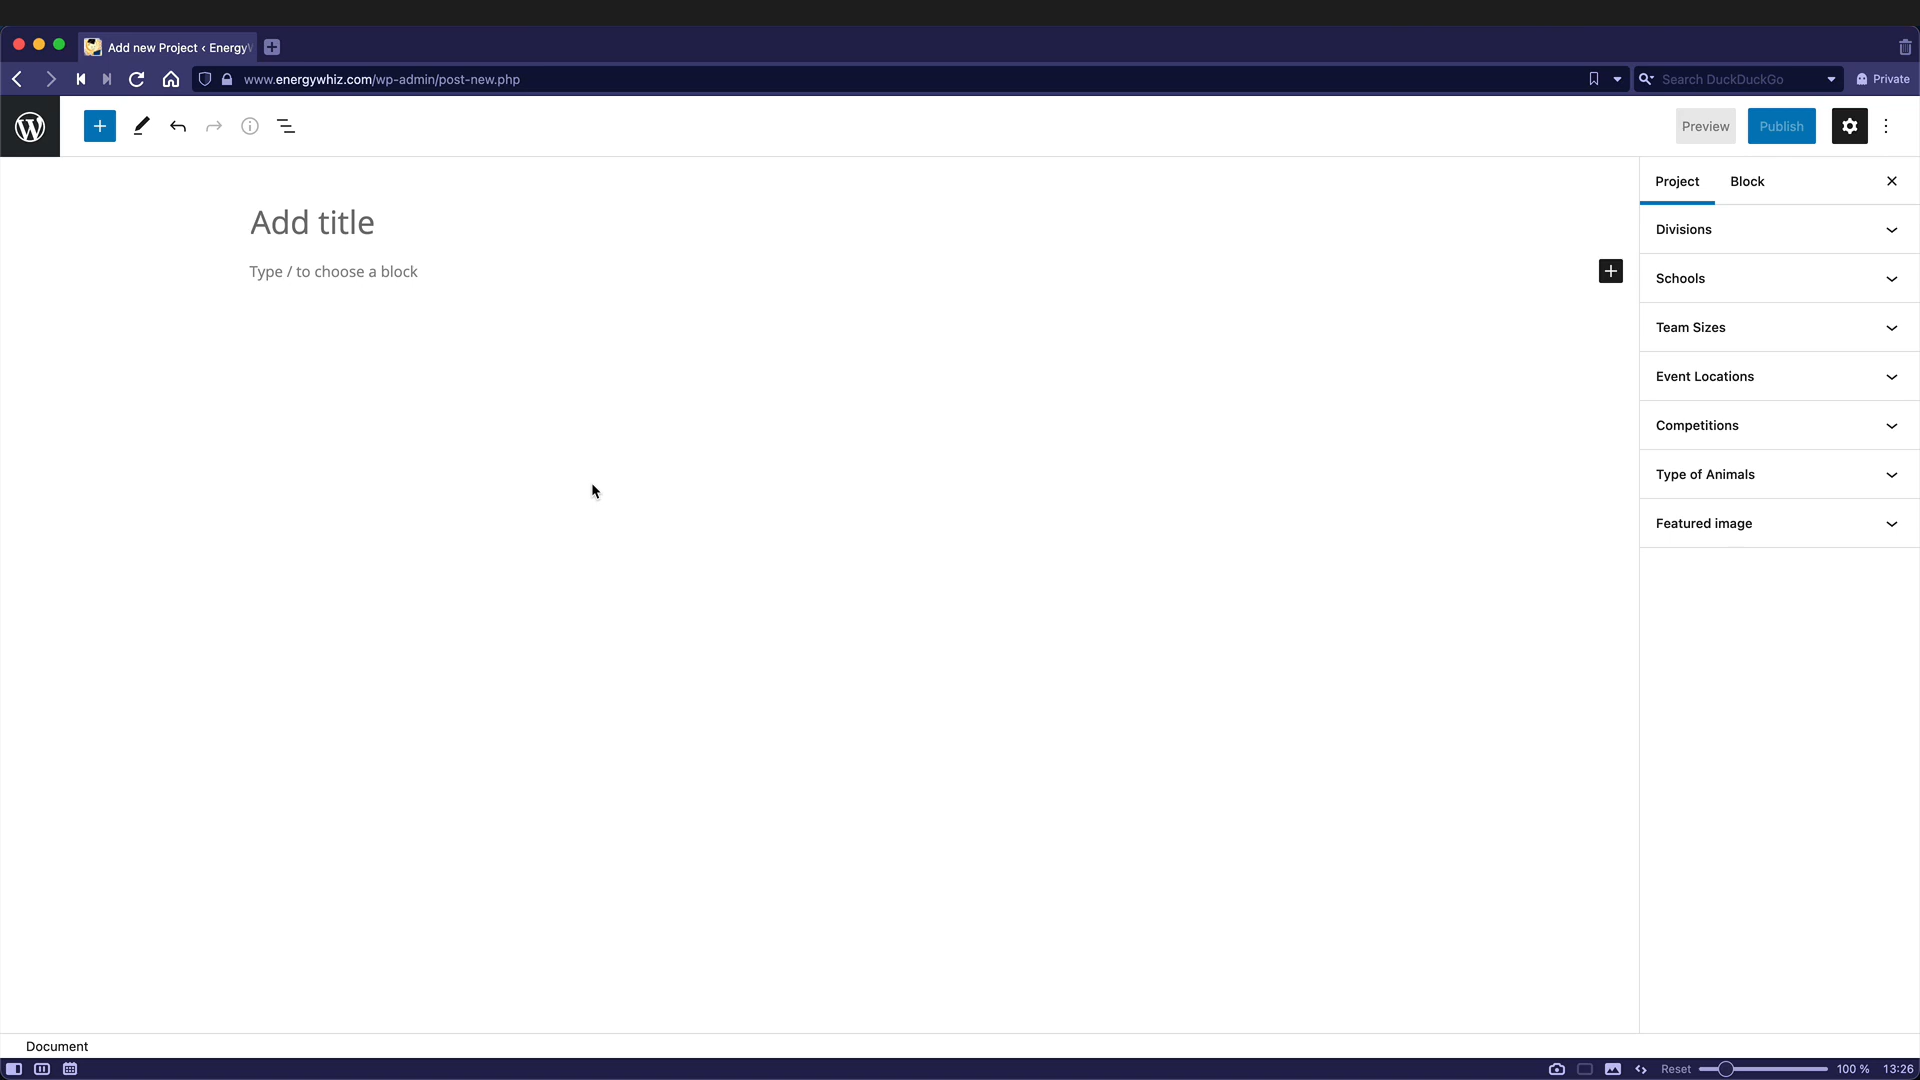 Add new Project ‹ Energy
www.energywhiz.com/wp-admin/post-new.php
Search DuckDuckGo
Private
Preview
Publish
Project
Block
Add title
Type / to choose a block
Divisions
Schools
Team Sizes
Event Locations
Competitions
Type of Animals
Featured image
Document
Reset
100 %
13:26